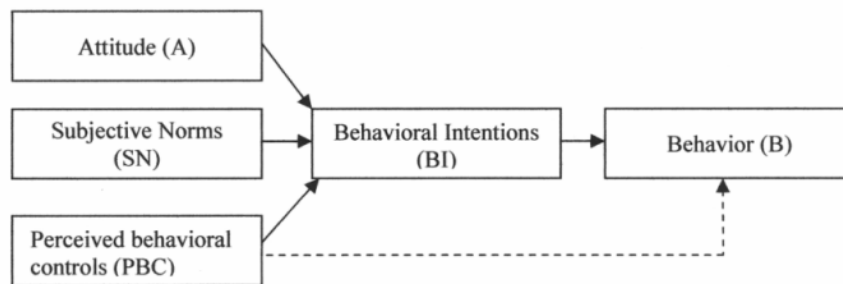 Attitude (A)
Subjective Norms
(SN)
Behavioral Intentions
(BI)
Behavior (B)
Perceived behavioral
controls (PBC)